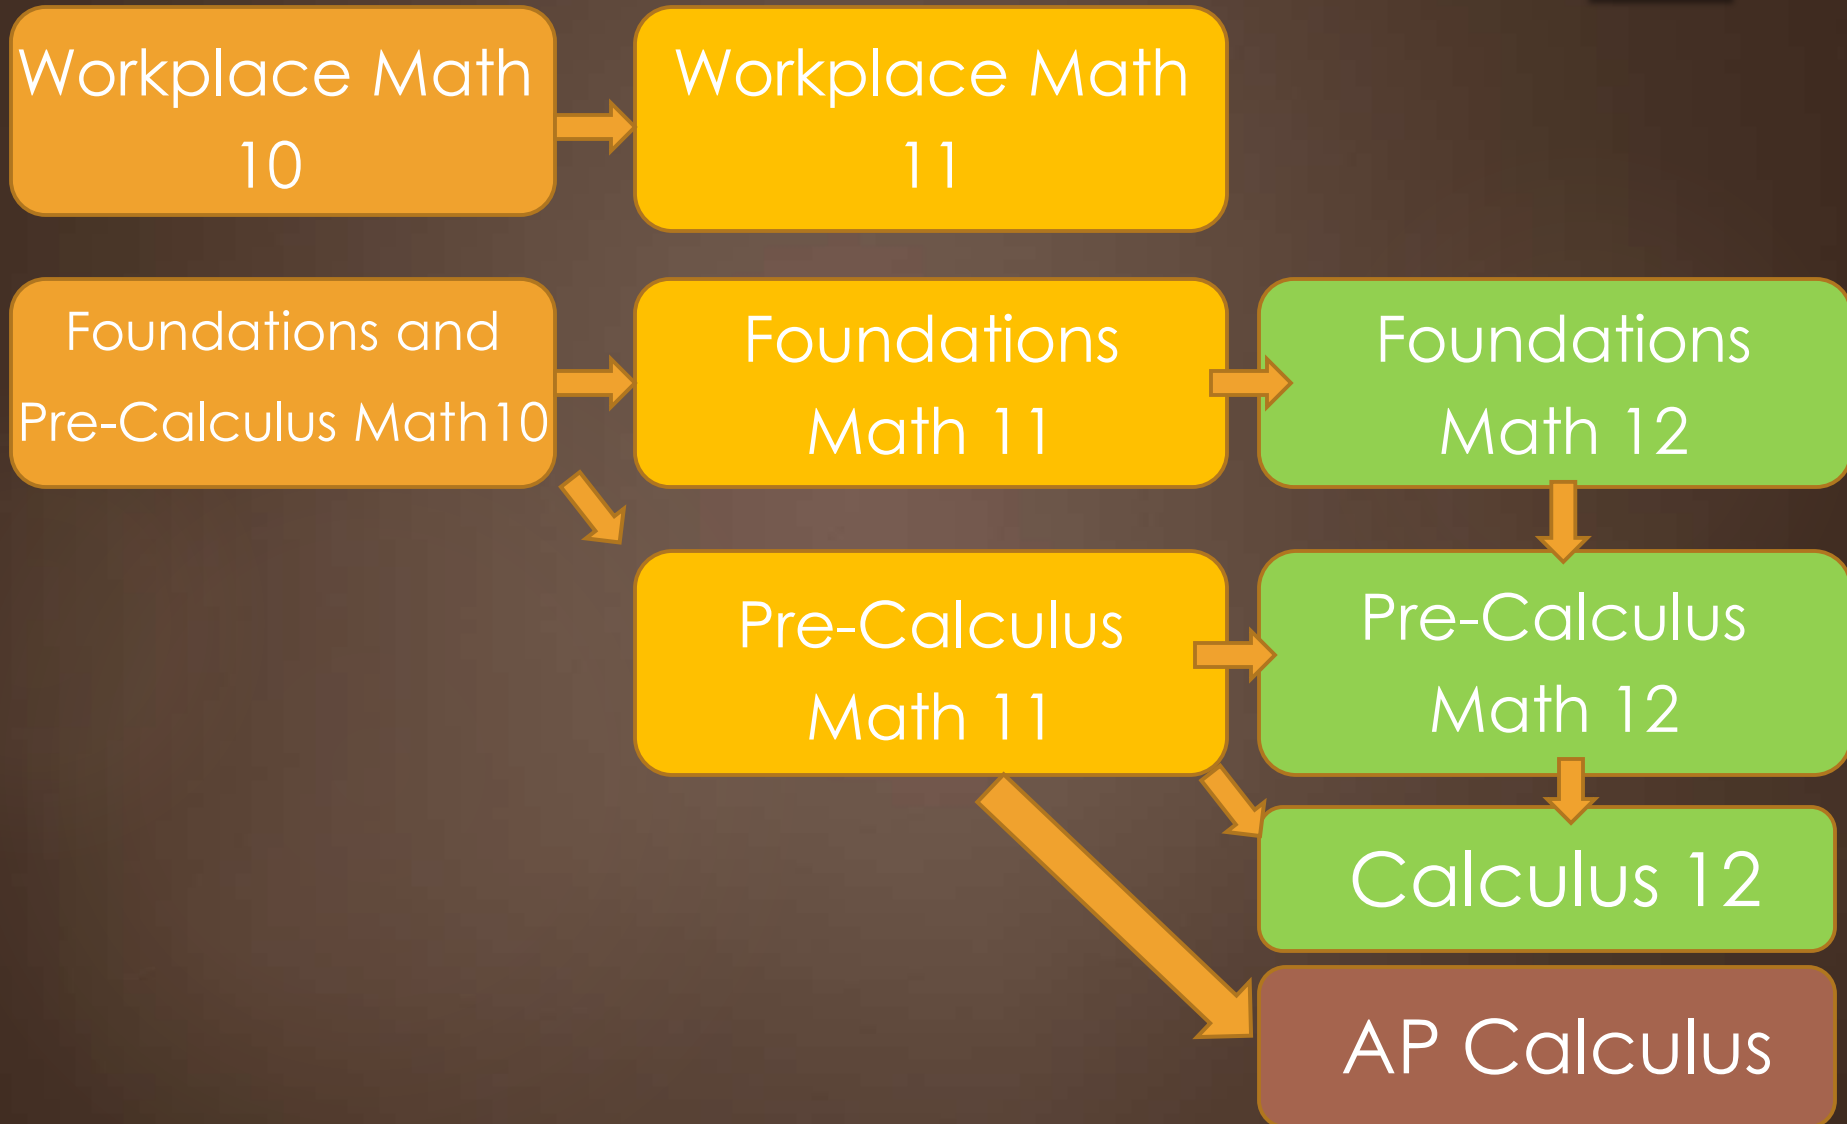 Workplace Math
10
Workplace Math
11
Foundations and
Pre-Calculus Math10
Foundations
Math 11
Foundations
Math 12
Pre-Calculus
Math 11
Pre-Calculus
Math 12
Calculus 12
AP Calculus